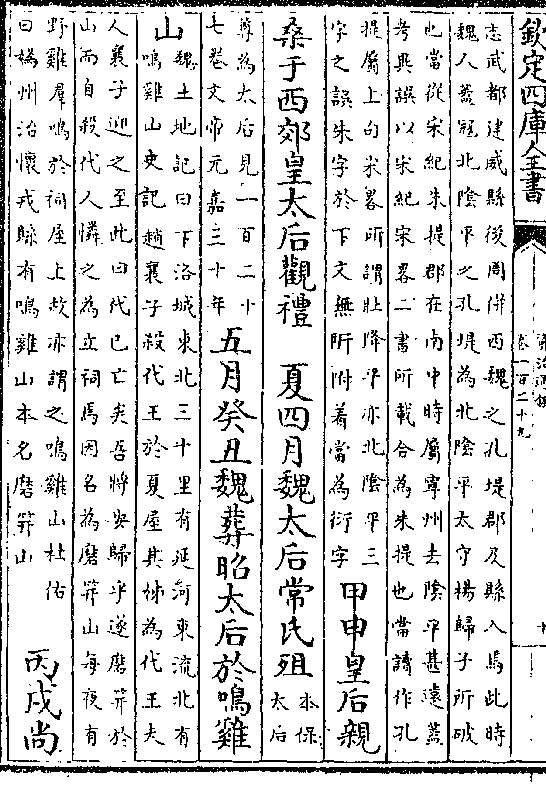 欽定四庫全書
資治通鑑
卷一百二十九
十
志武都建威縣後周併西魏之孔堤郡及縣入焉此時
魏人蓋寇北陰平之孔堤為北陰平太守楊歸子所破
也當從宋紀朱提郡在南中時屬寧州去陰平甚遠蓋
考異誤以宋紀宋畧二書所載合為朱提也當讀作孔
提屬上句宋畧所謂壯降平亦北陰平三
字之誤朱字於下文無所附着當為衍字
甲申皇后親
桑于西郊皇太后觀禮　夏四月魏太后常氏殂
本保
太后
尊為太后見一百二十
七卷文帝元嘉三十年
五月癸丑魏葬昭太后於鳴雞
山
魏土地記曰下洛城東北三十里有延河東流北有
鳴雞山史記趙襄子殺代王於夏屋其姊為代王夫
人襄子迎之至此曰代已亡矣吾將安歸乎遂磨笄於
山而自殺代人憐之為立祠焉因名為磨笄山每夜有
野雞羣鳴於祠屋上故亦謂之鳴雞山杜佑
曰媯州治懷戎縣有鳴雞山本名磨笄山
丙戌尚